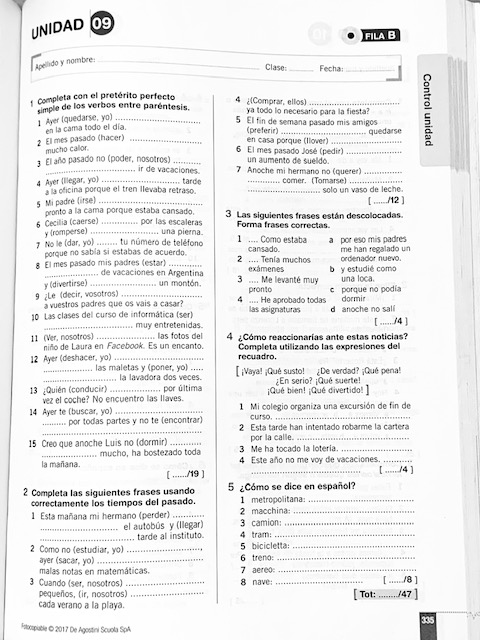 UNIDAD 09
FILA B
Apellido y nombre:
Clase: Fecha:
Control unidad
1 Completa con el pretérito perfecto
simple de los verbos entre paréntesis.
1 Ayer (quedarse, yo) ..............................
en la cama todo el día.
2 El mes pasado (hacer) ..............................
mucho calor.
3 El año pasado no (poder, nosotros) ..........
.............................. ir de vacaciones.
4 Ayer (llegar, yo) .............................. tarde
a la oficina porque el tren llevaba retraso.
5 Mi padre (irse) ..............................
pronto a la cama porque estaba cansado.
6 Cecilia (caerse) ............... por las escaleras
y (romperse) .............................. una pierna.
7 No le (dar, yo) ........ tu número de teléfono
porque no sabía si estabas de acuerdo.
8 El mes pasado mis padres (estar) ............
.................... de vacaciones en Argentina
y (divertirse) .............................. un montón.
9 ¿Le (decir, vosotros) ..............................
a vuestros padres que os vais a casar?
10 Las clases del curso de informática (ser)
.............................. muy entretenidas.
11 (Ver, nosotros) .................... las fotos del
niño de Laura en Facebook. Es un encanto.
12 Ayer (deshacer, yo) ..............................
.................... las maletas y (poner, yo) .....
.................... la lavadora dos veces.
13 ¿Quién (conducir) .................... por última
vez el coche? No encuentro las llaves.
14 Ayer te (buscar, yo) ..............................
.......... por todas partes y no te (encontrar)
..............................
15 Creo que anoche Luis no (dormir) ..........
.................... mucho, ha bostezado toda
la mañana.
[ ....../19 ]
2 Completa las siguientes frases usando
correctamente los tiempos del pasado.
1 Esta mañana mi hermano (perder) ..........
.............................. el autobús y (llegar)
.............................. tarde al instituto.
2 Como no (estudiar, yo) ....................,
ayer (sacar, yo) ..............................
malas notas en matemáticas.
3 Cuando (ser, nosotros) ..............................
pequeños, (ir, nosotros) ..............................
cada verano a la playa.
4 ¿(Comprar, ellos) ..............................
ya todo lo necesario para la fiesta?
5 El fin de semana pasado mis amigos
(preferir) .............................. quedarse
en casa porque (llover) ..............................
6 El mes pasado José (pedir) ....................
un aumento de sueldo.
7 Anoche mi hermano no (querer) ...............
.................... comer. (Tomarse) ...............
.................... solo un vaso de leche.
[ ....../12 ]
3 Las siguientes frases están descolocadas.
Forma frases correctas.
1 .... Como estaba
cansado.
2 .... Tenía muchos
exámenes
3 .... Me levanté muy
pronto
4 .... He aprobado todas
las asignaturas
a por eso mis padres
me han regalado un
ordenador nuevo.
b y estudié como
una loca.
c porque no podía
dormir
d anoche no salí
[ ....../4 ]
4 ¿Cómo reaccionarías ante estas noticias?
Completa utilizando las expresiones del
recuadro.
[ ¡Vaya! ¡Qué susto! ¿De verdad? ¡Qué pena!
¿En serio? ¡Qué suerte!
¡Qué bien! ¡Qué divertido! ]
1 Mi colegio organiza una excursión de fin de
curso. ..............................
2 Esta tarde han intentado robarme la cartera
por la calle. ..............................
3 Me ha tocado la lotería. ..............................
4 Este año no me voy de vacaciones. ..........
.............................. [ ....../4 ]
5 ¿Cómo se dice en español?
1 metropolitana: ..............................
2 macchina: ..............................
3 camion: ..............................
4 tram: ..............................
5 bicicletta: ..............................
6 treno: ..............................
7 aereo: ..............................
8 nave: .............................. [ ....../8 ]
[ Tot: ......../47 ]
Fotocopiable © 2017 De Agostini Scuola SpA
335